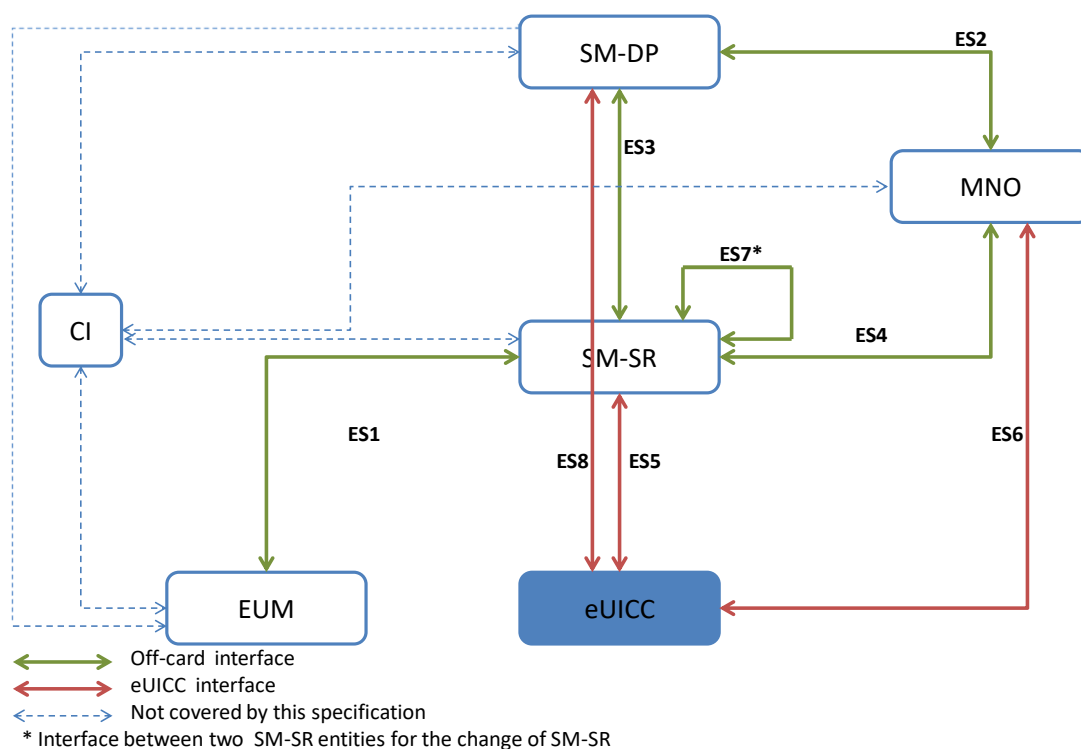 SM-DP
ES2
ES3
MNO
ES7*
CI
SM-SR
ES4
ES1
ES8
ES5
ES6
EUM
eUICC
Off-card interface
eUICC interface
Not covered by this specification
* Interface between two SM-SR entities for the change of SM-SR